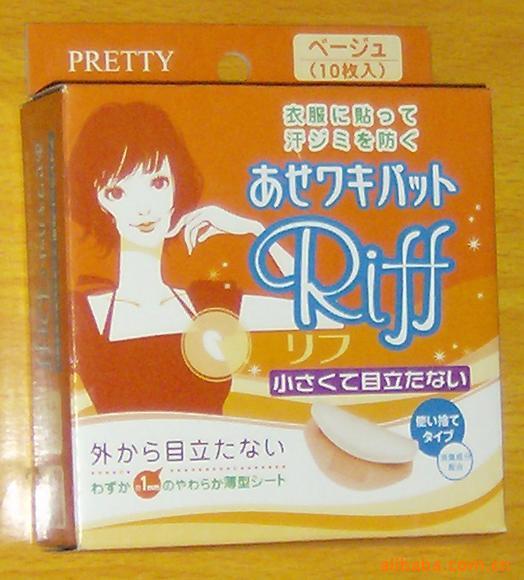 PRETTY
ベージュ
(10枚入)
衣服に貼って
汗ジミを防ぐ
あせワキパット
Riff
リフ
小さくて目立たない
使い捨て
タイプ
配合
外から目立たない
わずか約1mmのやわらか薄型シート
alibaba.com.cn